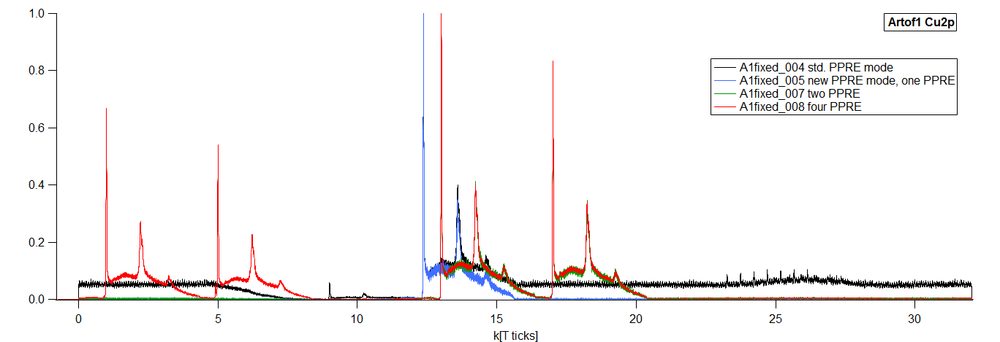 1.0
Artof1 Cu2p
A1fixed_004 std. PPRE mode
A1fixed_005 new PPRE mode, one PPRE
A1fixed_007 two PPRE
A1fixed_008 four PPRE
0.8
0.6
0.4
0.2
0.0
0 5 10 15 20 25 30
k[T ticks]